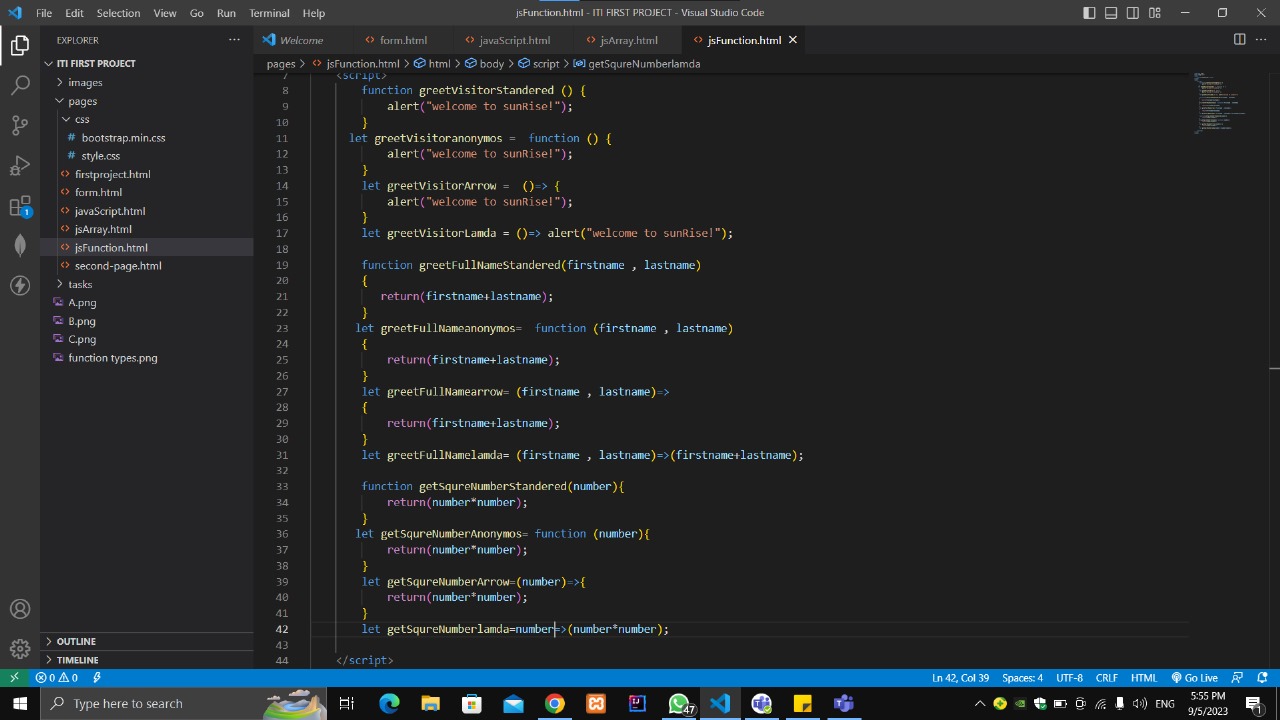 File Edit Selection View Go Run Terminal Help
jsFunction.html - ITI FIRST PROJECT - Visual Studio Code
EXPLORER
ITI FIRST PROJECT
images
pages
css
bootstrap.min.css
style.css
firstproject.html
form.html
javaScript.html
jsArray.html
jsFunction.html
second-page.html
tasks
A.png
B.png
C.png
function types.png
OUTLINE
TIMELINE
Welcome form.html javaScript.html jsArray.html jsFunction.html
pages > jsFunction.html > html > body > script > getSqureNumberlamda
7 <script>
8 function greetVisitorStandered () {
9 alert("welcome to sunRise!");
10 }
11 let greetVisitoranonymos = function () {
12 alert("welcome to sunRise!");
13 }
14 let greetVisitorArrow = ()=> {
15 alert("welcome to sunRise!");
16 }
17 let greetVisitorLamda = ()=> alert("welcome to sunRise!");
18
19 function greetFullNameStandered(firstname , lastname)
20 {
21 return(firstname+lastname);
22 }
23 let greetFullNameanonymos= function (firstname , lastname)
24 {
25 return(firstname+lastname);
26 }
27 let greetFullNamearrow= (firstname , lastname)=>
28 {
29 return(firstname+lastname);
30 }
31 let greetFullNamelamda= (firstname , lastname)=>(firstname+lastname);
32
33 function getSqureNumberStandered(number){
34 return(number*number);
35 }
36 let getSqureNumberAnonymos= function (number){
37 return(number*number);
38 }
39 let getSqureNumberArrow=(number)=>{
40 return(number*number);
41 }
42 let getSqureNumberlamda=number=>(number*number);
43
44 </script>
0 0 Ln 42, Col 39 Spaces: 4 UTF-8 CRLF HTML Go Live
1
Type here to search
47
5:55 PM
9/5/2023
1